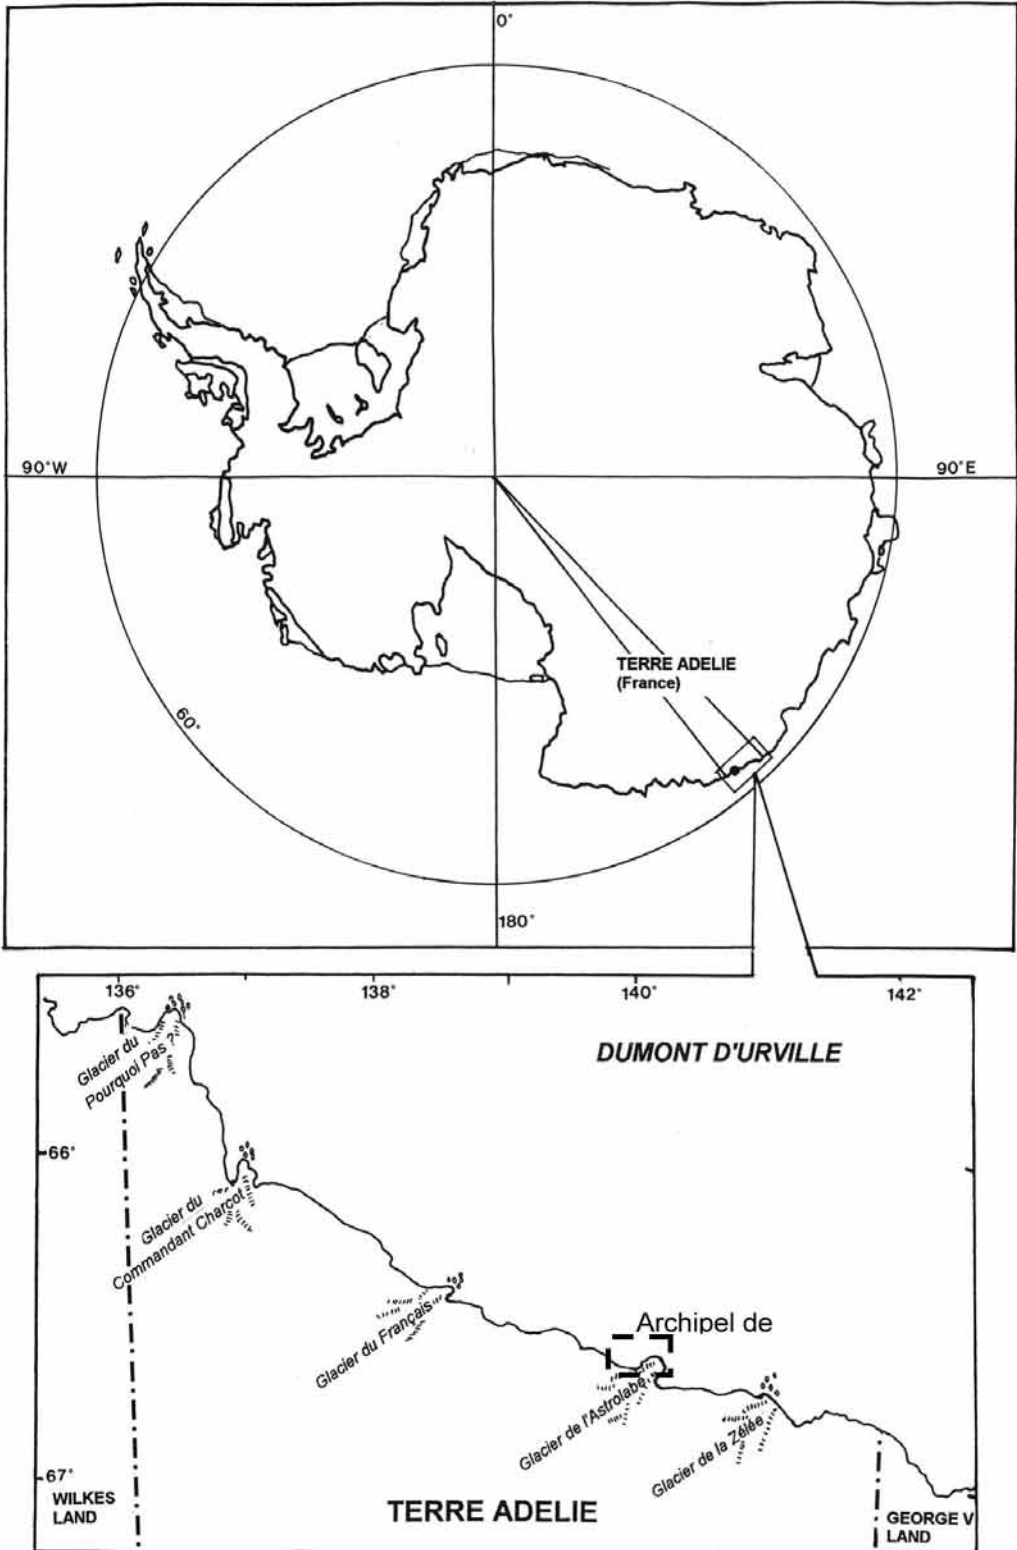 0°
90°W
90°E
TERRE ADELIE
(France)
60°
180°
136°
138°
140°
142°
DUMONT D'URVILLE
Glacier du
Pourquoi Pas ?
66°
Glacier du
Commandant Charcot
Glacier du Français
Archipel de
Glacier de l'Astrolabe
Glacier de la Zélée
67°
WILKES
LAND
TERRE ADELIE
GEORGE V
LAND